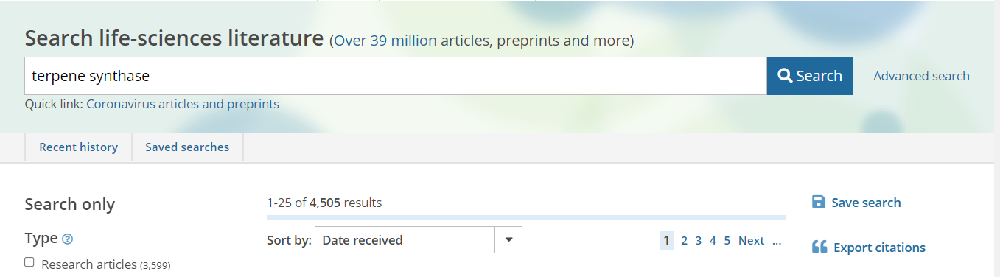 Search life-sciences literature (Over 39 million articles, preprints and more)
terpene synthase
Search
Advanced search
Quick link: Coronavirus articles and preprints
Recent history
Saved searches
Search only
1-25 of 4,505 results
Save search
Type ?
Sort by: Date received
1 2 3 4 5 Next ...
Export citations
Research articles (3,599)